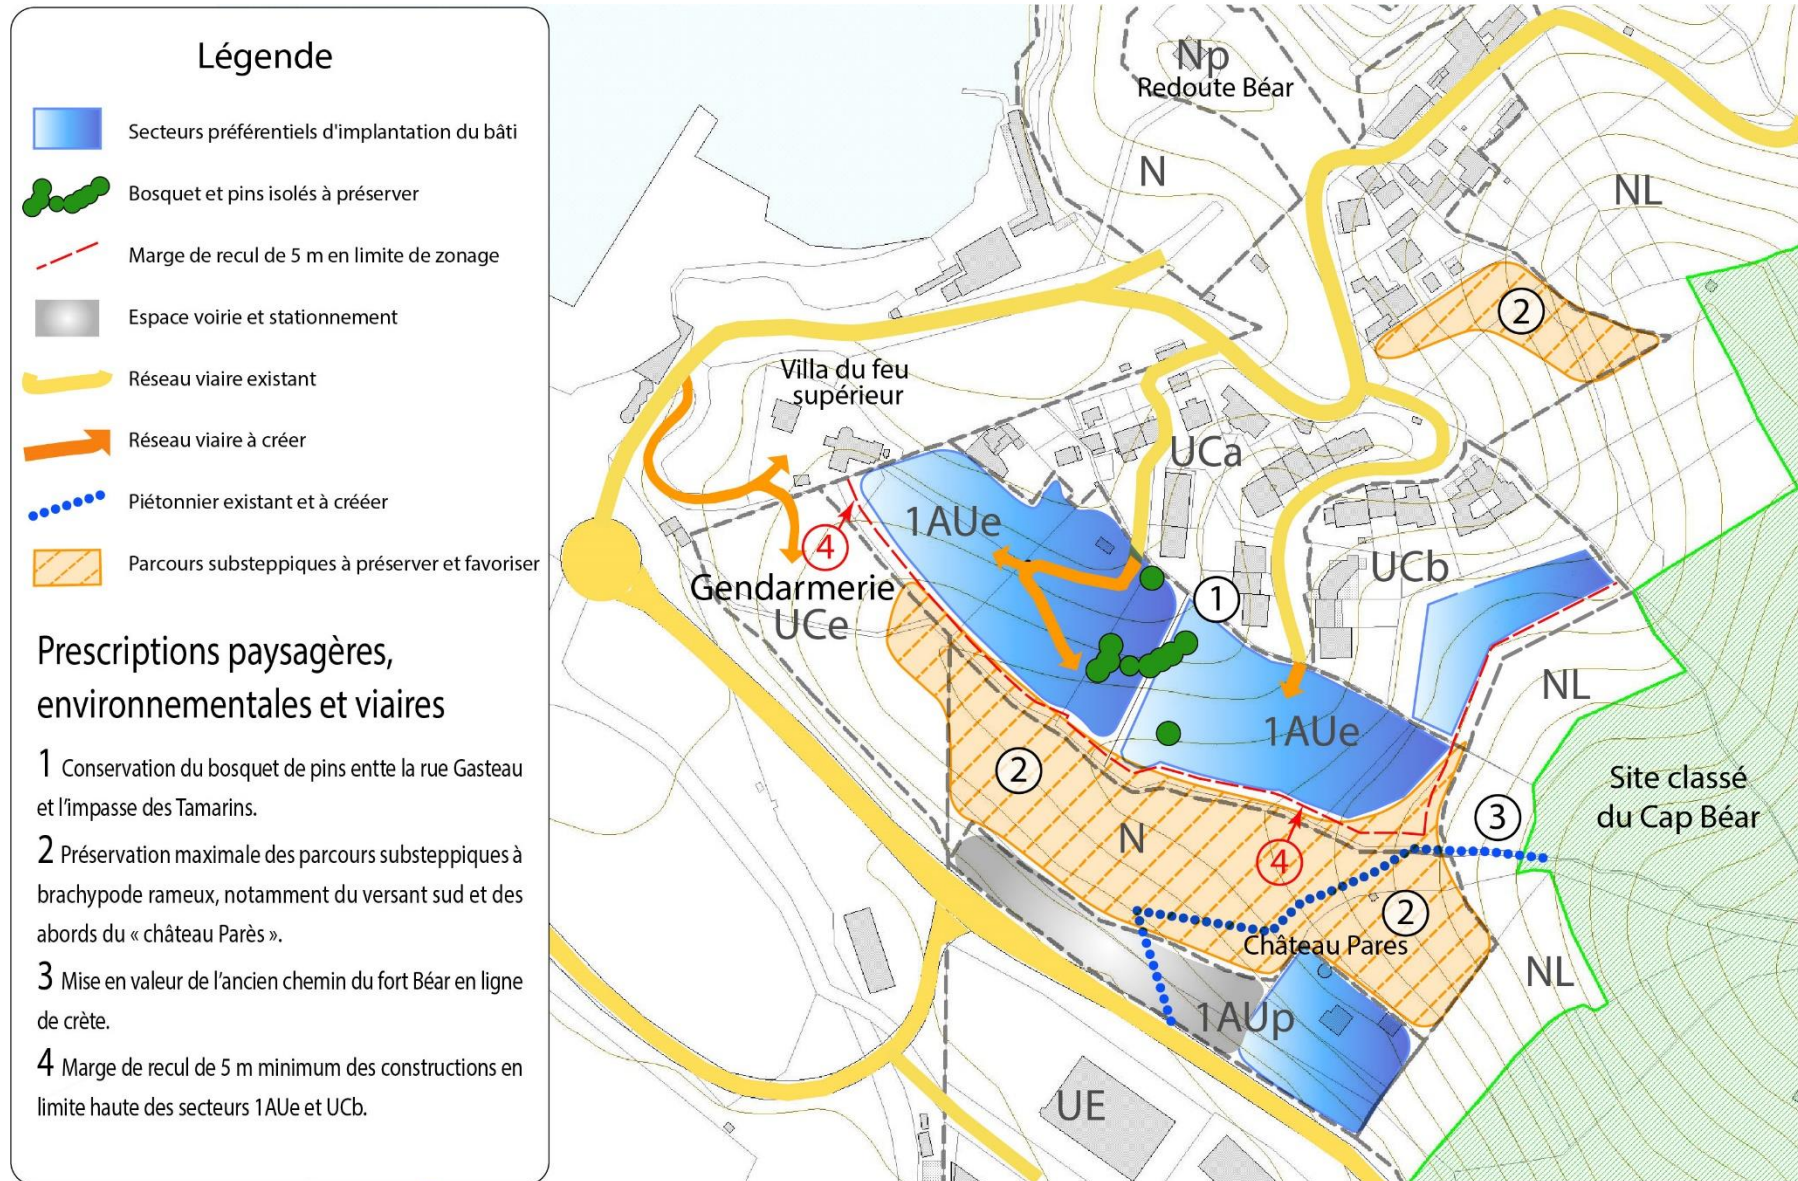 Légende
Secteurs préférentiels d'implantation du bâti
Bosquet et pins isolés à préserver
Marge de recul de 5 m en limite de zonage
Espace voirie et stationnement
Réseau viaire existant
Réseau viaire à créer
Piétonnier existant et à créér
Parcours substeppiques à préserver et favoriser
Prescriptions paysagères,
environnementales et viaires
1 Conservation du bosquet de pins entte la rue Gasteau
et l'impasse des Tamarins.
2 Préservation maximale des parcours substeppiques à
brachypode rameux, notamment du versant sud et des
abords du « château Parès ».
3 Mise en valeur de l'ancien chemin du fort Béar en ligne
de crète.
4 Marge de recul de 5 m minimum des constructions en
limite haute des secteurs 1AUe et UCb.
Np
Redoute Béar
N
NL
2
Villa du feu
supérieur
UCa
1AUe
4
UCb
Gendarmerie
UCe
1
NL
1AUe
2
Site classé
du Cap Béar
3
N
4
2
Château Pares
NL
1AUp
UE